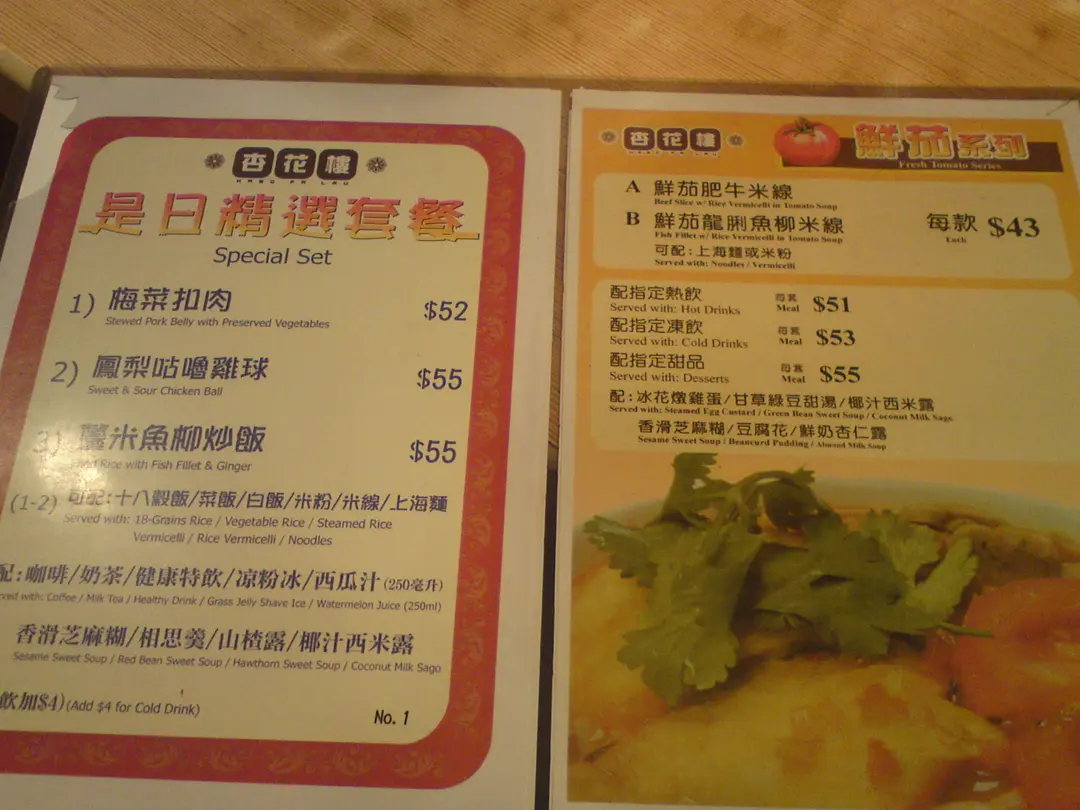 杏花樓
HANG FA LAU
是日精選套餐
Special Set
1) 梅菜扣肉 $52
Stewed Pork Belly with Preserved Vegetables
2) 鳳梨咕嚕雞球 $55
Sweet & Sour Chicken Ball
3) 薑米魚柳炒飯 $55
Rice with Fish Fillet & Ginger
(1-2) 可配:十八穀飯/菜飯/白飯/米粉/米線/上海麵
Served with: 18-Grains Rice / Vegetable Rice / Steamed Rice
Vermicelli / Rice Vermicelli / Noodles
配:咖啡/奶茶/健康特飲/凉粉冰/西瓜汁(250毫升)
with: Coffee / Milk Tea / Healthy Drink / Grass Jelly Shave Ice / Watermelon Juice (250ml)
香滑芝麻糊/相思羹/山楂露/椰汁西米露
Sesame Sweet Soup / Red Bean Sweet Soup / Hawthorn Sweet Soup / Coconut Milk Sago
飲加$4)(Add $4 for Cold Drink)
No. 1
杏花樓
HANG FA LAU
鮮茄系列
Fresh Tomato Series
A 鮮茄肥牛米線
Beef Slice w/ Rice Vermicelli in Tomato Soup
B 鮮茄龍脷魚柳米線 每款 $43
Fish Fillet w/ Rice Vermicelli in Tomato Soup Each
可配:上海麵或米粉
Served with: Noodles / Vermicelli
配指定熱飲 每套 $51
Served with: Hot Drinks Meal
配指定凍飲 每套 $53
Served with: Cold Drinks Meal
配指定甜品 每套 $55
Served with: Desserts Meal
配:冰花燉雞蛋/甘草綠豆甜湯/椰汁西米露
Served with: Steamed Egg Custard / Green Bean Sweet Soup / Coconut Milk Sago
香滑芝麻糊/豆腐花/鮮奶杏仁露
Sesame Sweet Soup / Beancurd Pudding / Almond Milk Soup